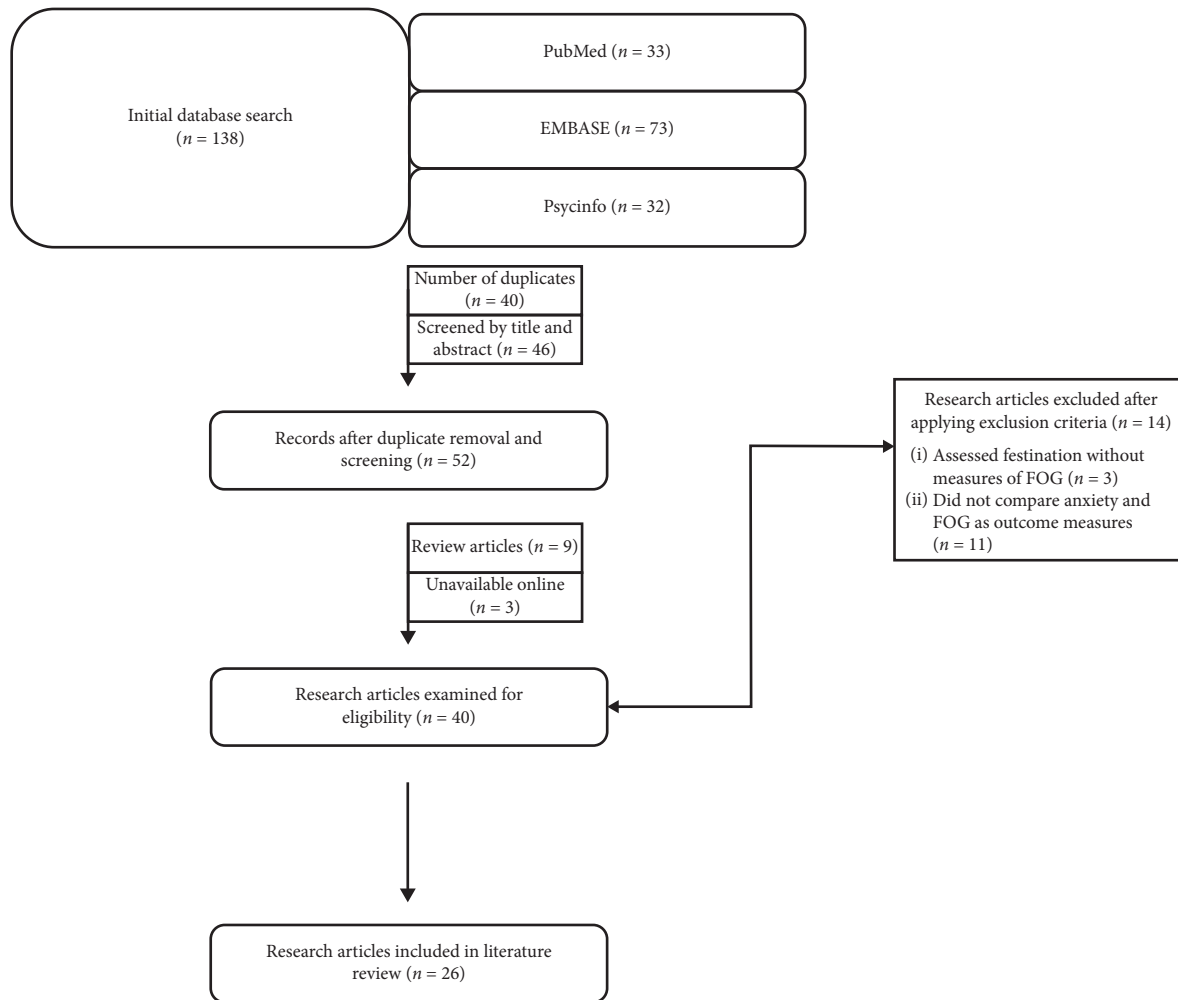 Initial database search
(n = 138)
PubMed (n = 33)
EMBASE (n = 73)
Psycinfo (n = 32)
Number of duplicates
(n = 40)
Screened by title and
abstract (n = 46)
Records after duplicate removal and
screening (n = 52)
Review articles (n = 9)
Unavailable online
(n = 3)
Research articles examined for
eligibility (n = 40)
Research articles excluded after
applying exclusion criteria (n = 14)
(i) Assessed festination without
measures of FOG (n = 3)
(ii) Did not compare anxiety and
FOG as outcome measures
(n = 11)
Research articles included in literature
review (n = 26)